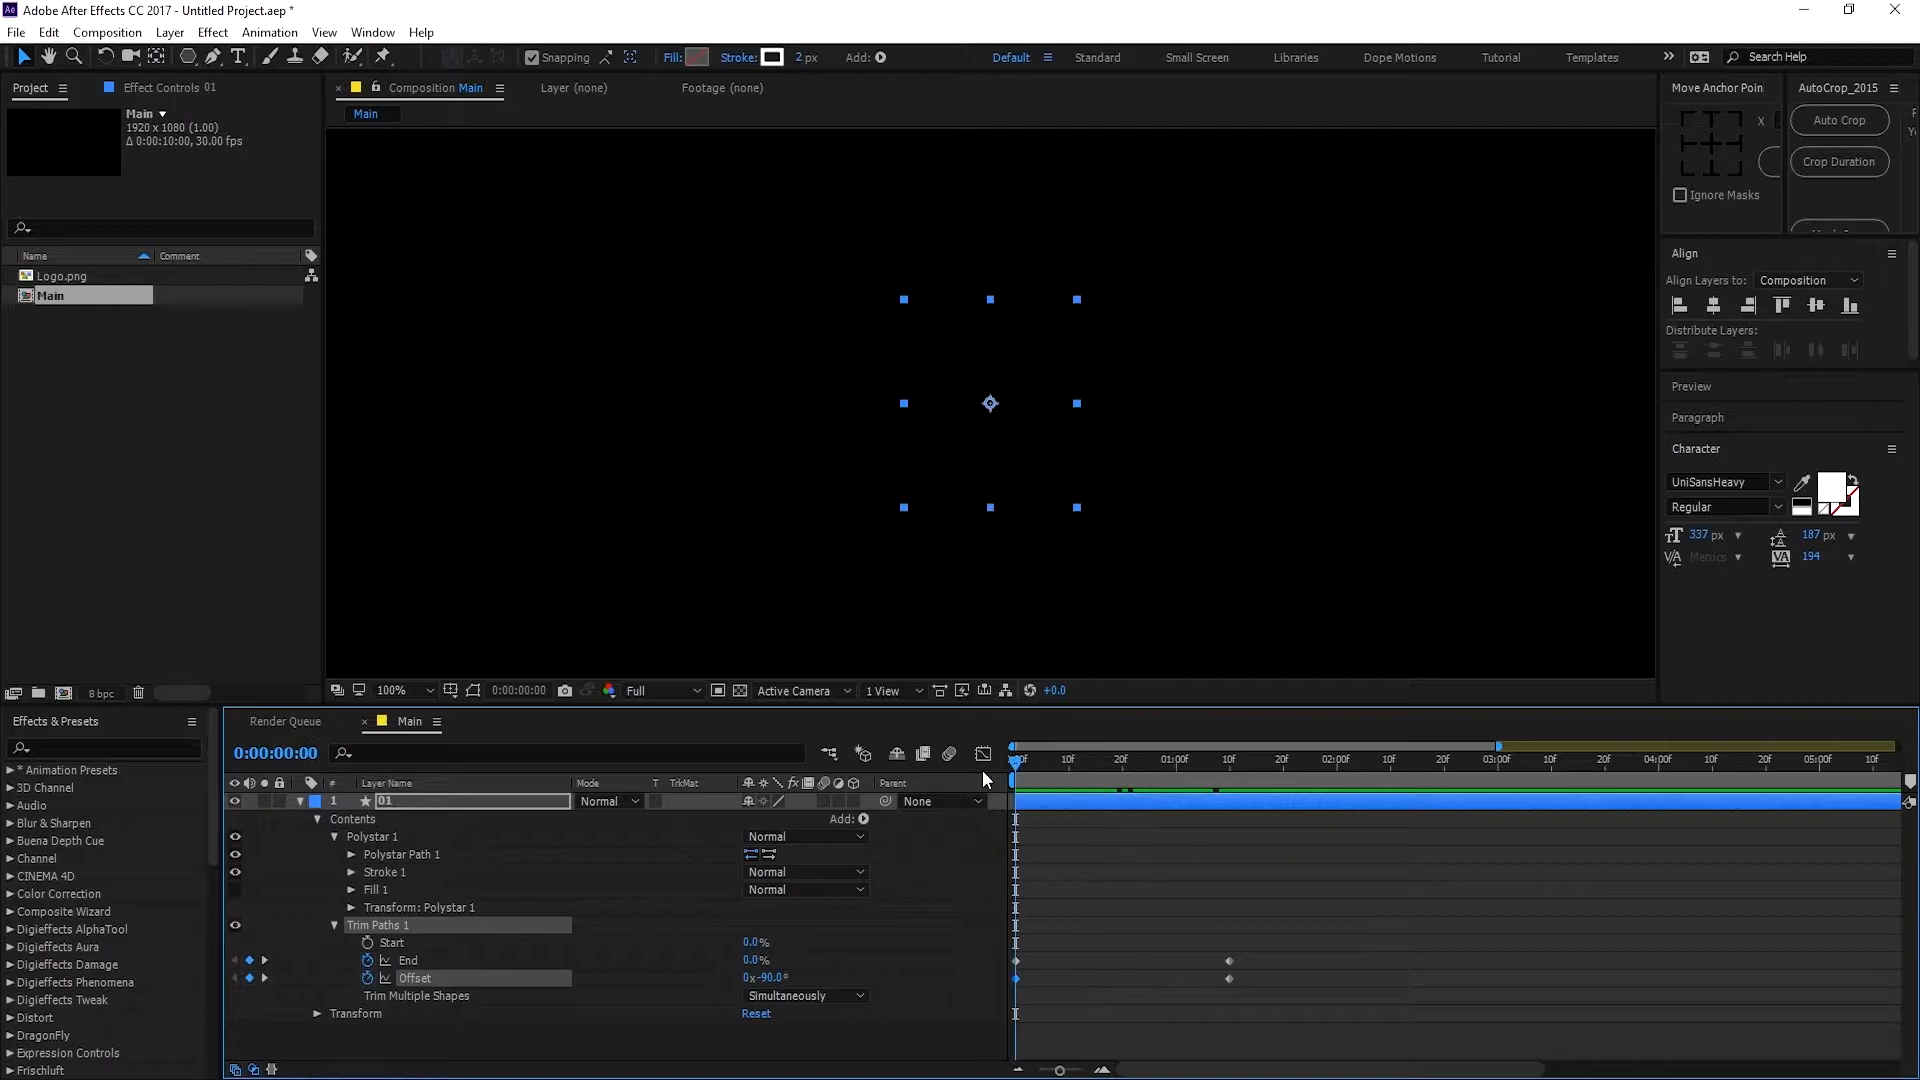 Adobe After Effects CC 2017 - Untitled Project.aep *
File Edit Composition Layer Effect Animation View Window Help
Snapping Fill: Stroke: 2 px Add: Default Standard Small Screen Libraries Dope Motions Tutorial Templates Search Help
Project Effect Controls 01
Composition Main Layer (none) Footage (none)
Move Anchor Poin AutoCrop_2015
Main
1920 x 1080 (1.00)
Δ 0:00:10:00, 30.00 fps
Main
X Auto Crop
Crop Duration
Ignore Masks
Name Comment
Logo.png
Main
Align
Align Layers to: Composition
Distribute Layers:
Preview
Paragraph
Character
UniSansHeavy
Regular
337 px 187 px
Metrics 194
8 bpc
100% 0:00:00:00 Full Active Camera 1 View +0.0
Effects & Presets
Render Queue Main
0:00:00:00
10f 20f 01:00f 10f 20f 02:00f 10f 20f 03:00f 10f 20f 04:00f 10f 20f 05:00f 10f
# Layer Name Mode T TrkMat fx Parent
1 01 Normal None
Contents Add:
Polystar 1 Normal
Polystar Path 1
Stroke 1 Normal
Fill 1 Normal
Transform: Polystar 1
Trim Paths 1
Start 0.0%
End 0.0%
Offset 0x-90.0°
Trim Multiple Shapes Simultaneously
Transform Reset
* Animation Presets
3D Channel
Audio
Blur & Sharpen
Buena Depth Cue
Channel
CINEMA 4D
Color Correction
Composite Wizard
Digieffects AlphaTool
Digieffects Aura
Digieffects Damage
Digieffects Phenomena
Digieffects Tweak
Distort
DragonFly
Expression Controls
Frischluft